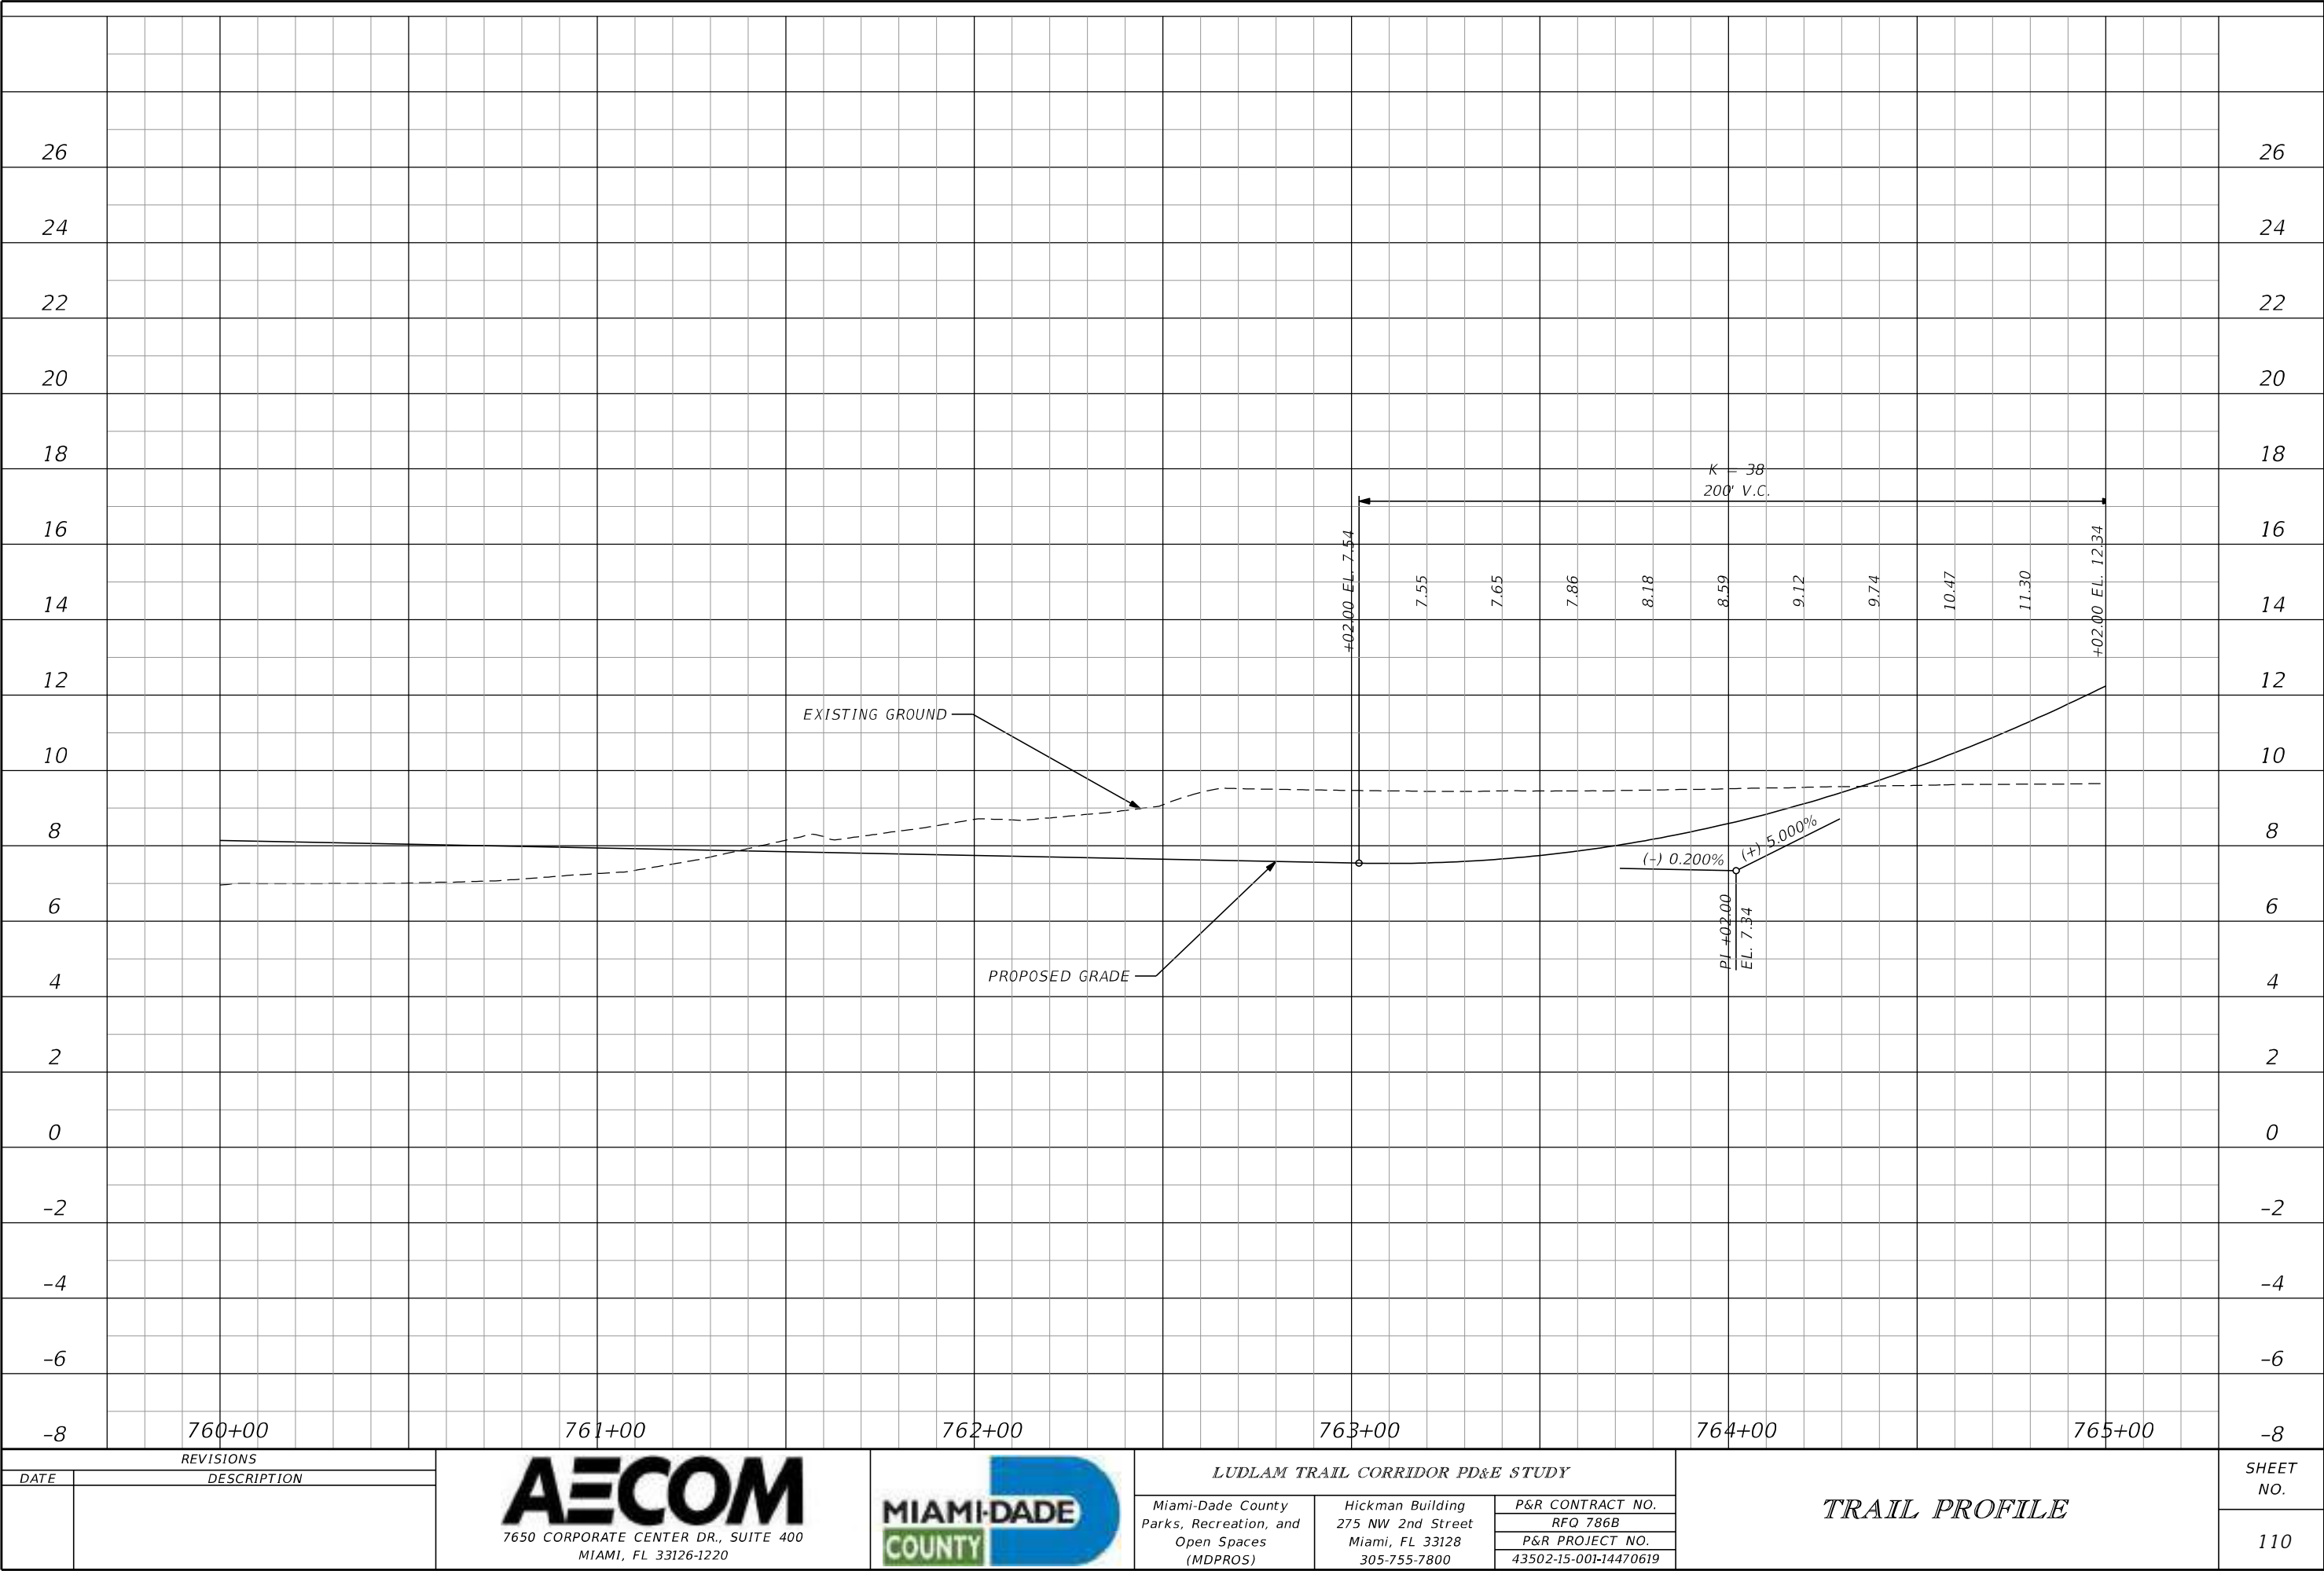 26 26
24 24
22 22
20 20
18 18
K = 38
200' V.C.
16 16
+02.00 EL. 7.54
7.55
7.65
7.86
8.18
8.59
9.12
9.74
10.47
11.30
+02.00 EL. 12.34
14 14
12 12
EXISTING GROUND
10 10
8 8
(-) 0.200%
(+) 5.000%
6 6
PI +02.00
EL. 7.34
PROPOSED GRADE
4 4
2 2
0 0
-2 -2
-4 -4
-6 -6
-8 760+00 761+00 762+00 763+00 764+00 765+00 -8
REVISIONS
DATE DESCRIPTION
AECOM
7650 CORPORATE CENTER DR., SUITE 400
MIAMI, FL 33126-1220
MIAMI-DADE
COUNTY
LUDLAM TRAIL CORRIDOR PD&E STUDY
Miami-Dade County
Parks, Recreation, and
Open Spaces
(MDPROS)
Hickman Building
275 NW 2nd Street
Miami, FL 33128
305-755-7800
P&R CONTRACT NO.
RFQ 786B
P&R PROJECT NO.
43502-15-001-14470619
TRAIL PROFILE
SHEET
NO.
110